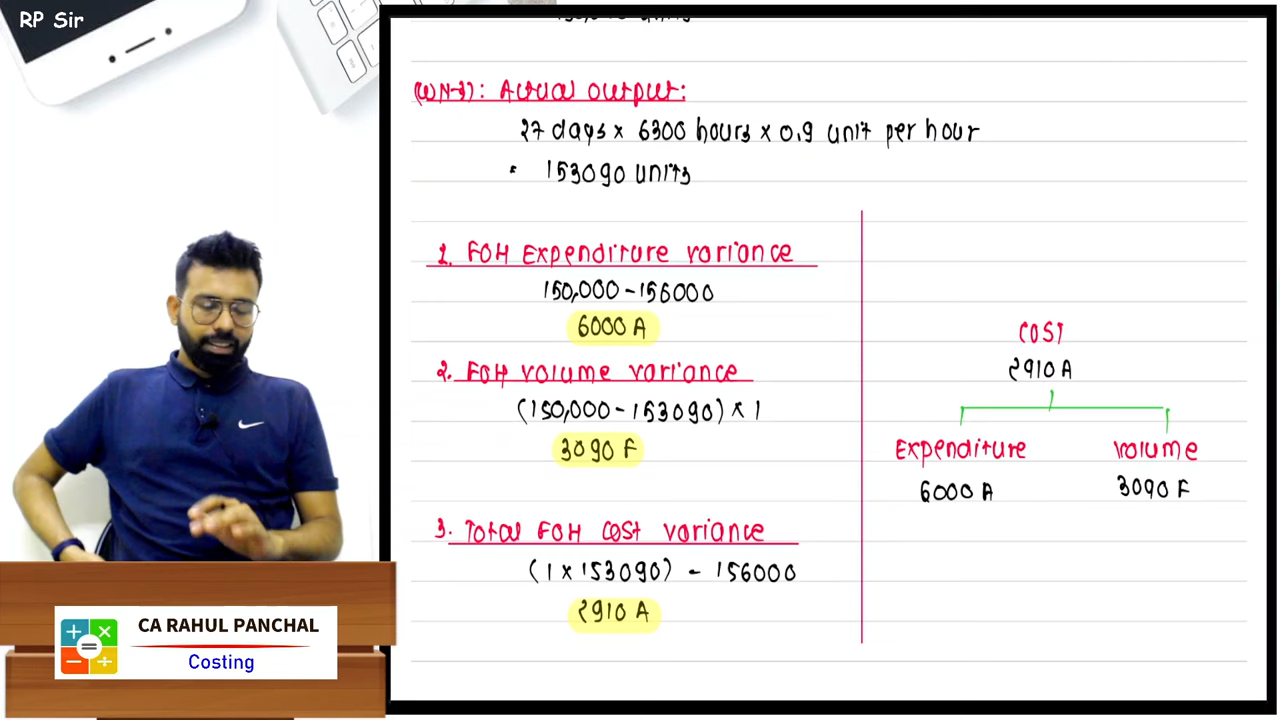 RP Sir
(WN-3): Actual output:
27 days × 6300 hours × 0.9 unit per hour
= 153090 units
1. FOH Expenditure variance
150,000 - 156000
6000 A
2. FOH volume variance
(150,000 - 153090) × 1
3090 F
3. Total FOH Cost variance
(1 × 153090) - 156000
2910 A
COST
2910 A
Expenditure
Volume
6000 A
3090 F
CA RAHUL PANCHAL
Costing